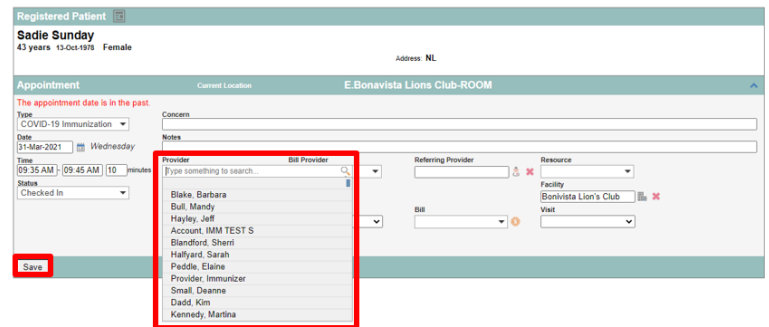 Registered Patient
Sadie Sunday
43 years 13-Oct-1978 Female
Address: NL
Appointment Current Location E.Bonavista Lions Club-ROOM
The appointment date is in the past.
Type Concern
COVID-19 Immunization
Date Notes
31-Mar-2021 Wednesday
Time Provider Bill Provider Referring Provider Resource
09:35 AM - 09:45 AM 10 minutes Type something to search...
Status Facility
Checked In Bonivista Lion's Club
Blake, Barbara
Bull, Mandy Bill Visit
Hayley, Jeff
Account, IMM TEST S
Blandford, Sherri
Halfyard, Sarah
Peddle, Elaine
Save Provider, Immunizer
Small, Deanne
Dadd, Kim
Kennedy, Martina